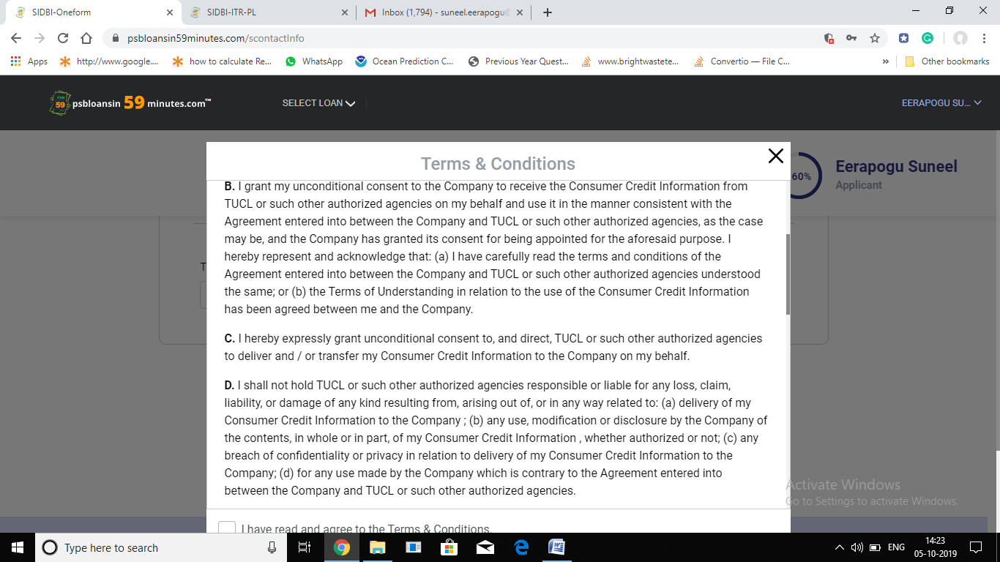 SIDBI-Oneform
SIDBI-ITR-PL
Inbox (1,794) - suneel.eerapogu@
psbloansin59minutes.com/scontactInfo
Apps
http://www.google....
how to calculate Re...
WhatsApp
Ocean Prediction C...
Previous Year Quest...
www.brightwastete...
Convertio — File C...
»
Other bookmarks
PSB
59
psbloansin 59 minutes.com™
SELECT LOAN
EERAPOGU SU...
Terms & Conditions
60%
Eerapogu Suneel
Applicant
T
B. I grant my unconditional consent to the Company to receive the Consumer Credit Information from
TUCL or such other authorized agencies on my behalf and use it in the manner consistent with the
Agreement entered into between the Company and TUCL or such other authorized agencies, as the case
may be, and the Company has granted its consent for being appointed for the aforesaid purpose. I
hereby represent and acknowledge that: (a) I have carefully read the terms and conditions of the
Agreement entered into between the Company and TUCL or such other authorized agencies understood
the same; or (b) the Terms of Understanding in relation to the use of the Consumer Credit Information
has been agreed between me and the Company.
C. I hereby expressly grant unconditional consent to, and direct, TUCL or such other authorized agencies
to deliver and / or transfer my Consumer Credit Information to the Company on my behalf.
D. I shall not hold TUCL or such other authorized agencies responsible or liable for any loss, claim,
liability, or damage of any kind resulting from, arising out of, or in any way related to: (a) delivery of my
Consumer Credit Information to the Company ; (b) any use, modification or disclosure by the Company of
the contents, in whole or in part, of my Consumer Credit Information , whether authorized or not; (c) any
breach of confidentiality or privacy in relation to delivery of my Consumer Credit Information to the
Company; (d) for any use made by the Company which is contrary to the Agreement entered into
between the Company and TUCL or such other authorized agencies.
Activate Windows
Go to Settings to activate Windows.
I have read and agree to the Terms & Conditions.
Type here to search
ENG
14:23
05-10-2019